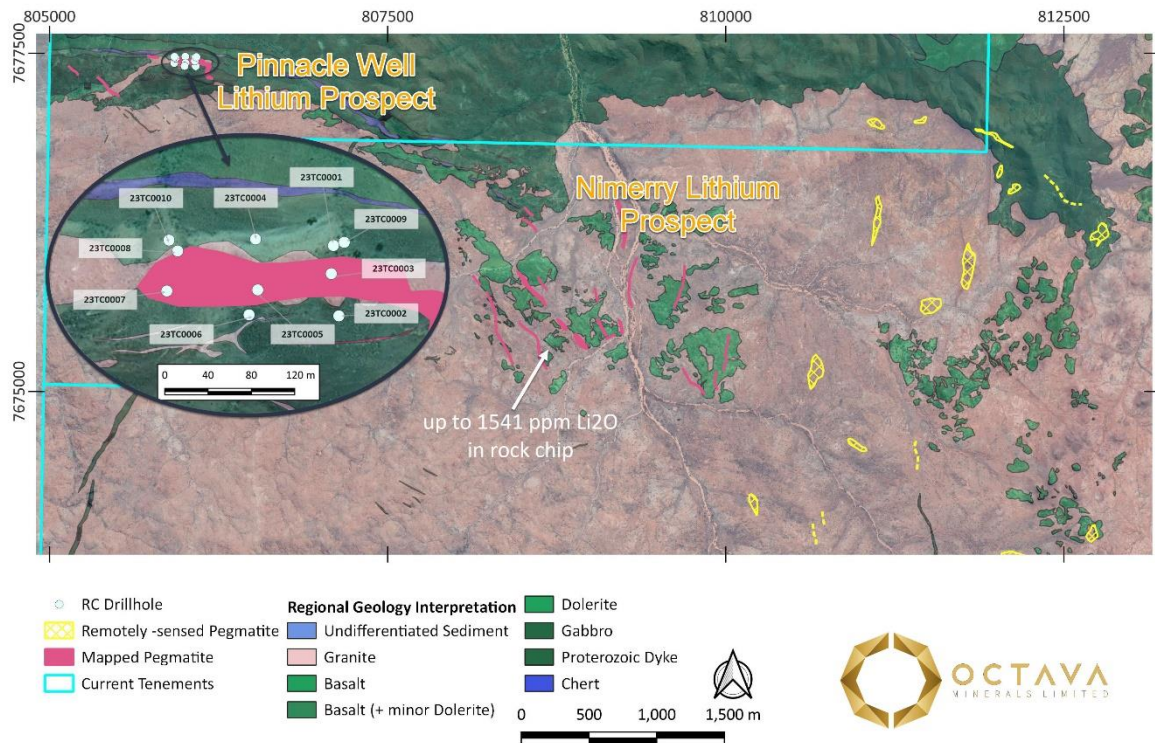 805000
807500
810000
812500
7677500
7675000
Pinnacle Well
Lithium Prospect
Nimerry Lithium
Prospect
23TC0001
23TC0010
23TC0004
23TC0009
23TC0008
23TC0003
23TC0007
23TC0002
23TC0006
23TC0005
0 40 80 120 m
up to 1541 ppm Li2O
in rock chip
RC Drillhole
Remotely -sensed Pegmatite
Mapped Pegmatite
Current Tenements
Regional Geology Interpretation
Undifferentiated Sediment
Granite
Basalt
Basalt (+ minor Dolerite)
Dolerite
Gabbro
Proterozoic Dyke
Chert
0 500 1,000 1,500 m
OCTAVA
MINERALS LIMITED